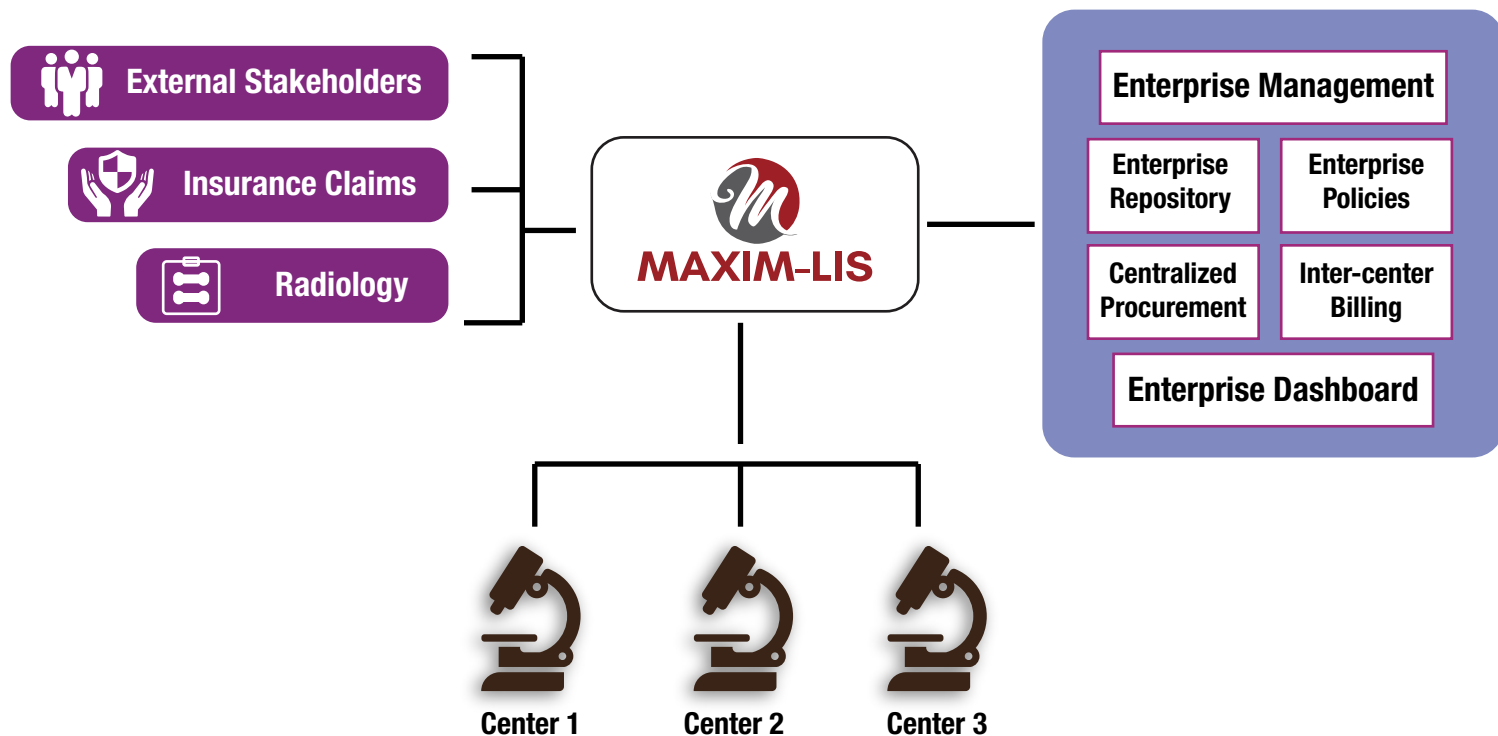 External Stakeholders
Insurance Claims
Radiology
M
MAXIM-LIS
Enterprise Management
Enterprise
Repository
Enterprise
Policies
Centralized
Procurement
Inter-center
Billing
Enterprise Dashboard
Center 1
Center 2
Center 3